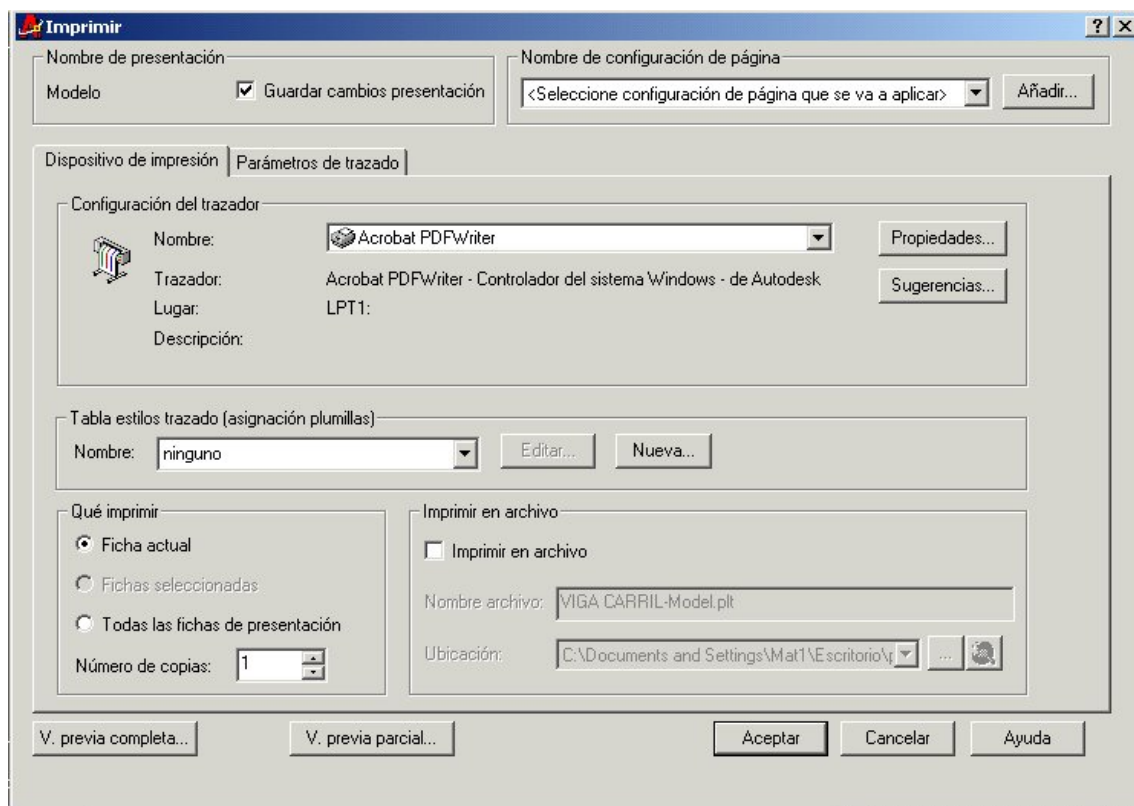 Imprimir
Nombre de presentación
Modelo
Guardar cambios presentación
Nombre de configuración de página
<Seleccione configuración de página que se va a aplicar>
Añadir...
Dispositivo de impresión
Parámetros de trazado
Configuración del trazador
Nombre:
Acrobat PDFWriter
Propiedades...
Trazador:
Acrobat PDFWriter - Controlador del sistema Windows - de Autodesk
Sugerencias...
Lugar:
LPT1:
Descripción:
Tabla estilos trazado (asignación plumillas)
Nombre:
ninguno
Editar...
Nueva...
Qué imprimir
Ficha actual
Fichas seleccionadas
Todas las fichas de presentación
Número de copias:
1
Imprimir en archivo
Imprimir en archivo
Nombre archivo:
VIGA CARRIL-Model.plt
Ubicación:
C:\Documents and Settings\Mat1\Escritorio\p
...
V. previa completa...
V. previa parcial...
Aceptar
Cancelar
Ayuda